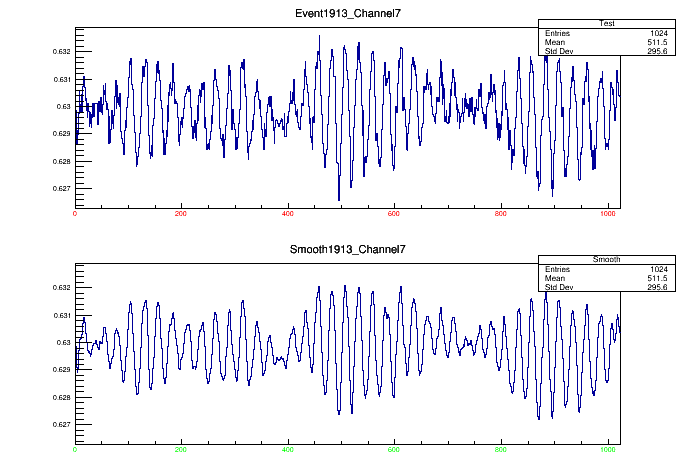 Event1913_Channel7
Test
Entries 1024
Mean 511.5
Std Dev 295.6
0.632
0.631
0.63
0.629
0.628
0.627
0 200 400 600 800 1000
Smooth1913_Channel7
Smooth
Entries 1024
Mean 511.5
Std Dev 295.6
0.632
0.631
0.63
0.629
0.628
0.627
0 200 400 600 800 1000